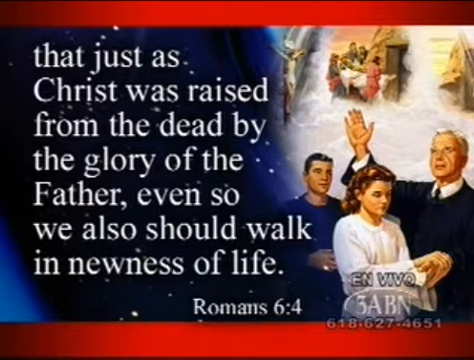 that just as
Christ was raised
from the dead by
the glory of the
Father, even so
we also should walk
in newness of life.
Romans 6:4
EN VIVO
3ABN
618-627-4651